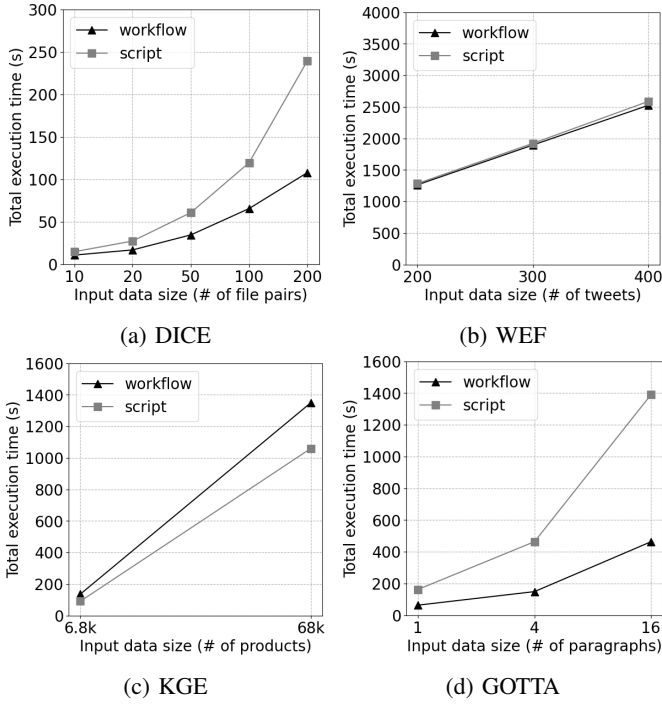 300
250
200
150
100
50
0
Total execution time (s)
workflow
script
10 20 50 100 200
Input data size (# of file pairs)
(a) DICE
4000
3500
3000
2500
2000
1500
1000
500
0
Total execution time (s)
workflow
script
200 300 400
Input data size (# of tweets)
(b) WEF
1600
1400
1200
1000
800
600
400
200
0
Total execution time (s)
workflow
script
6.8k 68k
Input data size (# of products)
(c) KGE
1600
1400
1200
1000
800
600
400
200
0
Total execution time (s)
workflow
script
1 4 16
Input data size (# of paragraphs)
(d) GOTTA